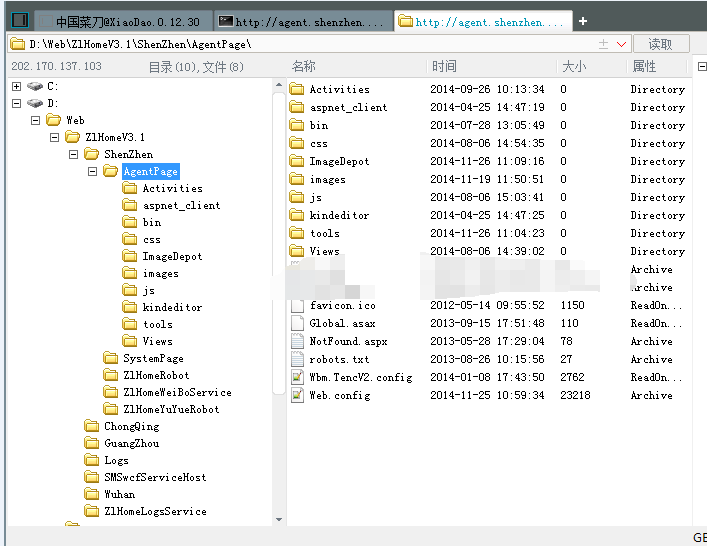 中国菜刀@XiaoDao.0.12.30 http://agent.shenzhen.... http://agent.shenzhen....
D:\Web\ZlHomeV3.1\ShenZhen\AgentPage\ 读取
202.170.137.103 目录(10),文件(8) 名称 时间 大小 属性
C:
D:
Web
ZlHomeV3.1
ShenZhen
AgentPage
Activities
aspnet_client
bin
css
ImageDepot
images
js
kindeditor
tools
Views
SystemPage
ZlHomeRobot
ZlHomeWeiBoService
ZlHomeYuYueRobot
ChongQing
GuangZhou
Logs
SMSwcfServiceHost
Wuhan
ZlHomeLogsService
Activities 2014-09-26 10:13:34 0 Directory
aspnet_client 2014-04-25 14:47:19 0 Directory
bin 2014-07-28 13:05:49 0 Directory
css 2014-08-06 14:54:35 0 Directory
ImageDepot 2014-11-26 11:09:16 0 Directory
images 2014-11-19 11:50:51 0 Directory
js 2014-08-06 15:03:41 0 Directory
kindeditor 2014-04-25 14:47:25 0 Directory
tools 2014-11-26 11:04:23 0 Directory
Views 2014-08-06 14:39:02 0 Directory
Archive
Archive
favicon.ico 2012-05-14 09:55:52 1150 ReadOn...
Global.asax 2013-09-15 17:51:48 110 ReadOn...
NotFound.aspx 2013-05-28 17:29:04 78 Archive
robots.txt 2013-08-26 10:15:56 27 Archive
Wbm.TencV2.config 2014-01-08 17:43:50 2762 ReadOn...
Web.config 2014-11-25 10:59:34 23218 Archive